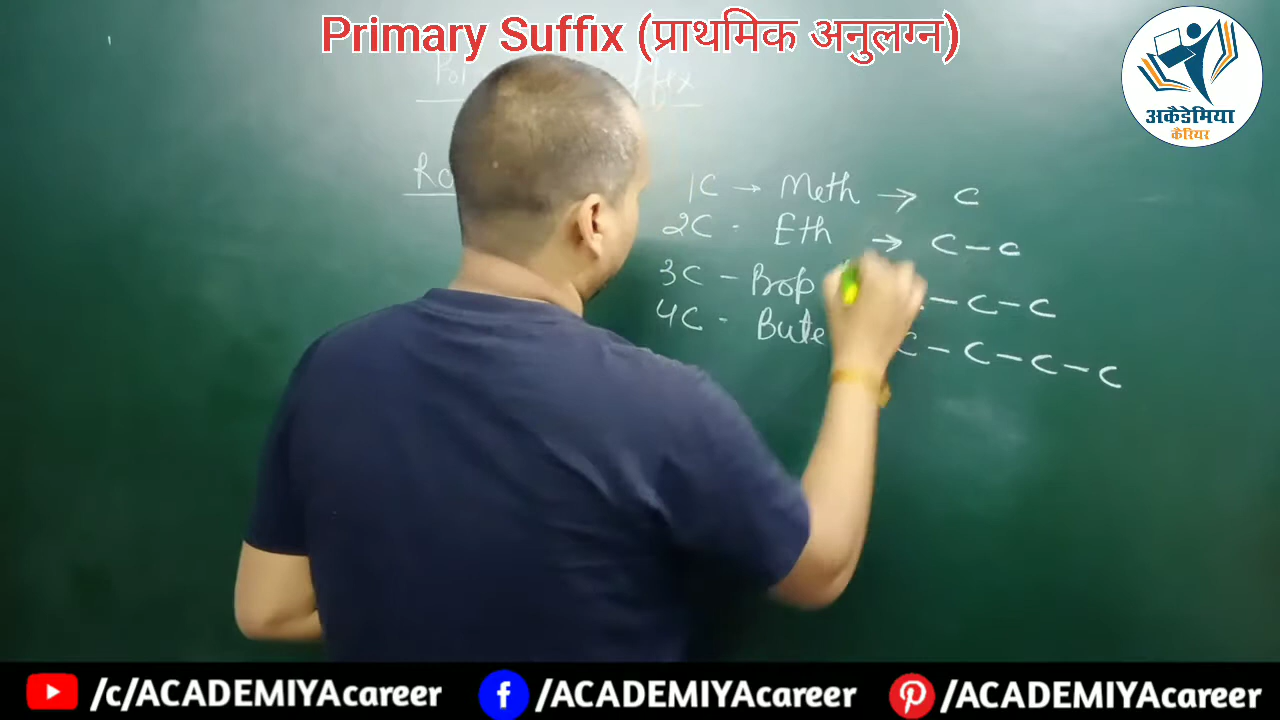 Primary Suffix (प्राथमिक अनुलग्न)
अकैडेमिया
कैरियर
1C → Meth → C
2C - Eth → C-C
3C - Prop - C - C
4C - Bute C - C - C - C
/c/ACADEMIYAcareer /ACADEMIYAcareer /ACADEMIYAcareer